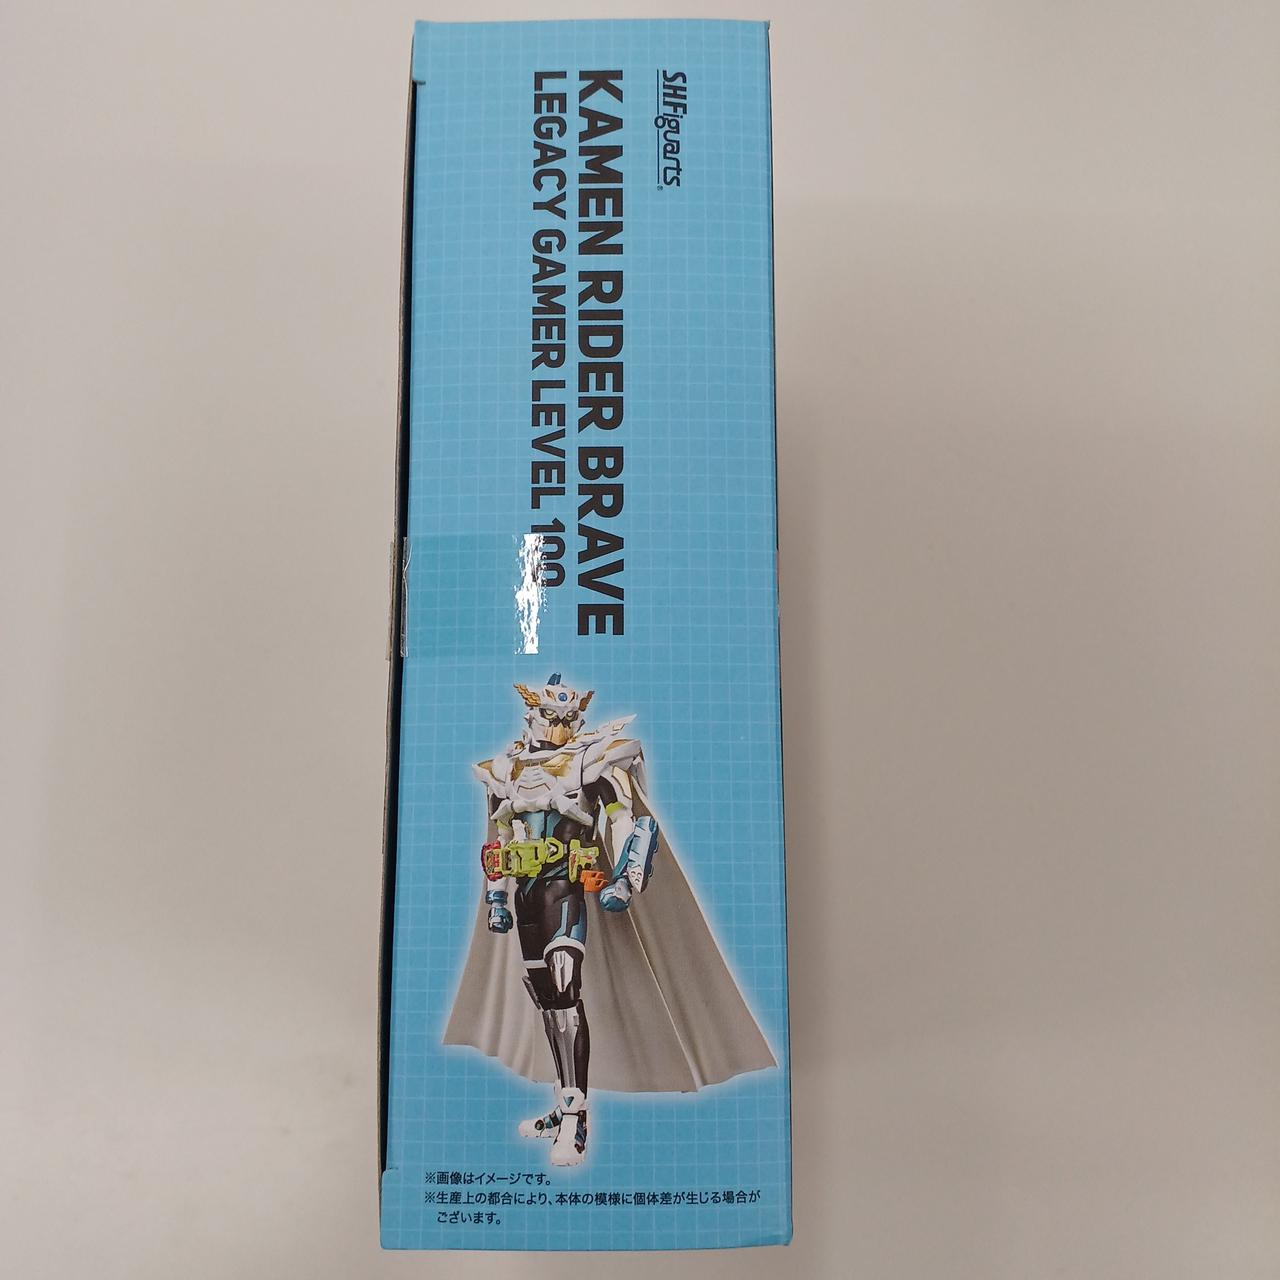 S.H.Figuarts
KAMEN RIDER BRAVE
LEGACY GAMER LEVEL 100
※画像はイメージです。
※生産上の都合により、本体の模様に個体差が生じる場合が
ございます。